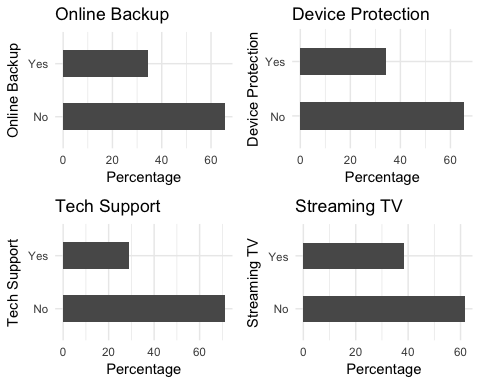 Online Backup
Online Backup
Yes
No
0 20 40 60
Percentage
Device Protection
Device Protection
Yes
No
0 20 40 60
Percentage
Tech Support
Tech Support
Yes
No
0 20 40 60
Percentage
Streaming TV
Streaming TV
Yes
No
0 20 40 60
Percentage